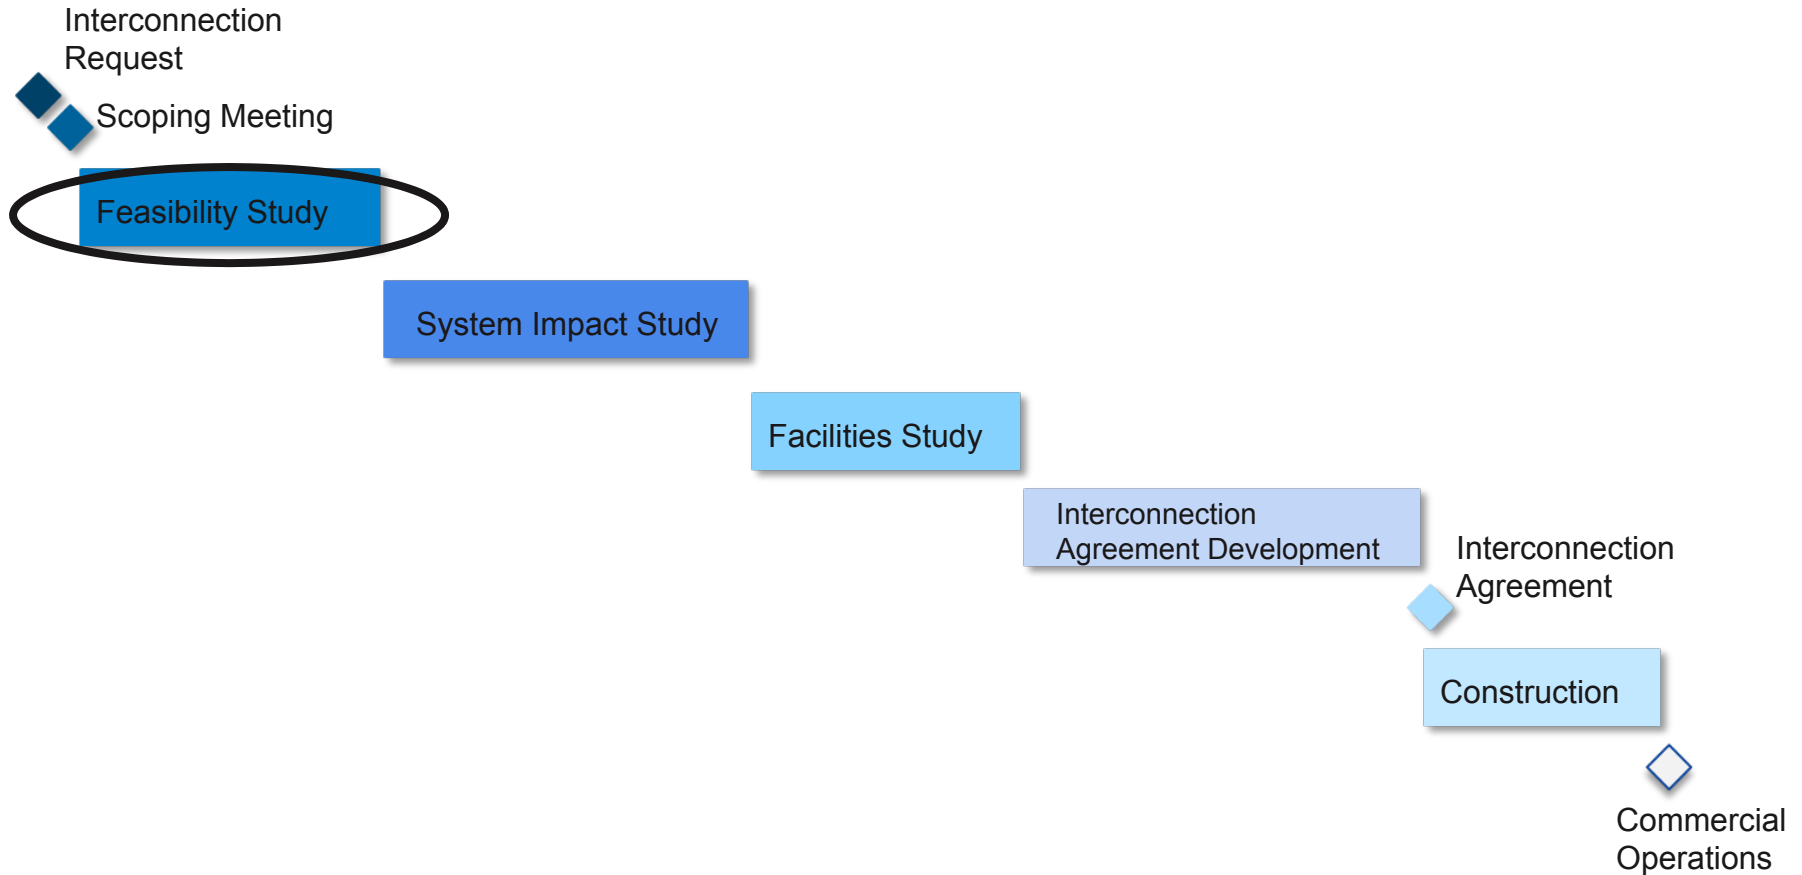 Interconnection
Request
Scoping Meeting
Feasibility Study
System Impact Study
Facilities Study
Interconnection
Agreement Development
Interconnection
Agreement
Construction
Commercial
Operations